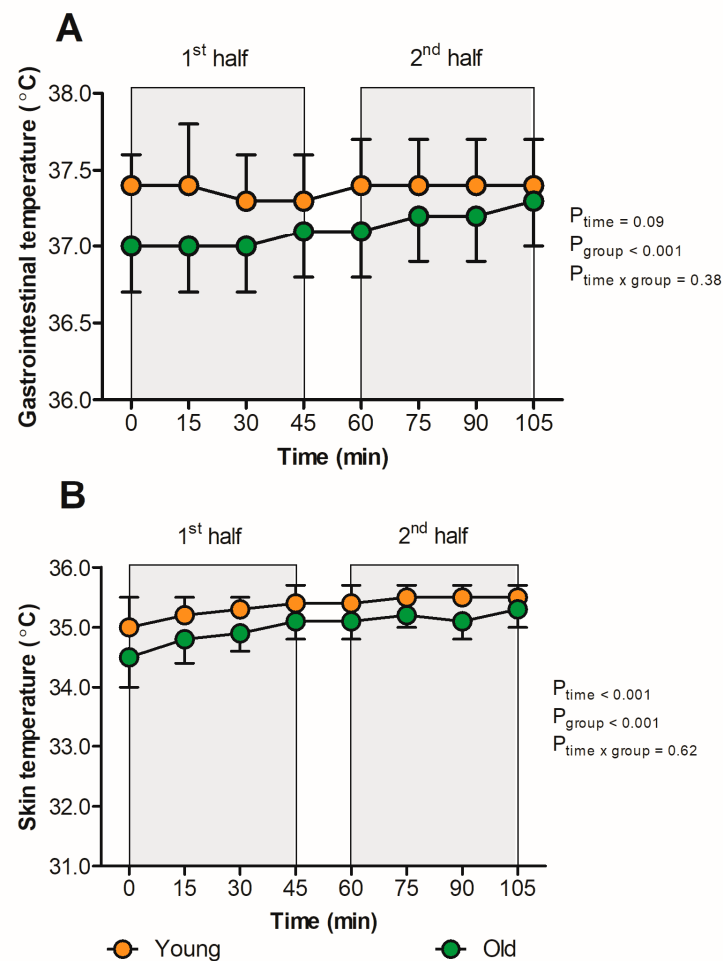 A
1st half 2nd half
Gastrointestinal temperature (°C)
38.0
37.5
37.0
36.5
36.0
0 15 30 45 60 75 90 105
Time (min)
Ptime = 0.09
Pgroup < 0.001
Ptime x group = 0.38
B
1st half 2nd half
Skin temperature (°C)
36.0
35.0
34.0
33.0
32.0
31.0
0 15 30 45 60 75 90 105
Time (min)
Ptime < 0.001
Pgroup < 0.001
Ptime x group = 0.62
Young Old